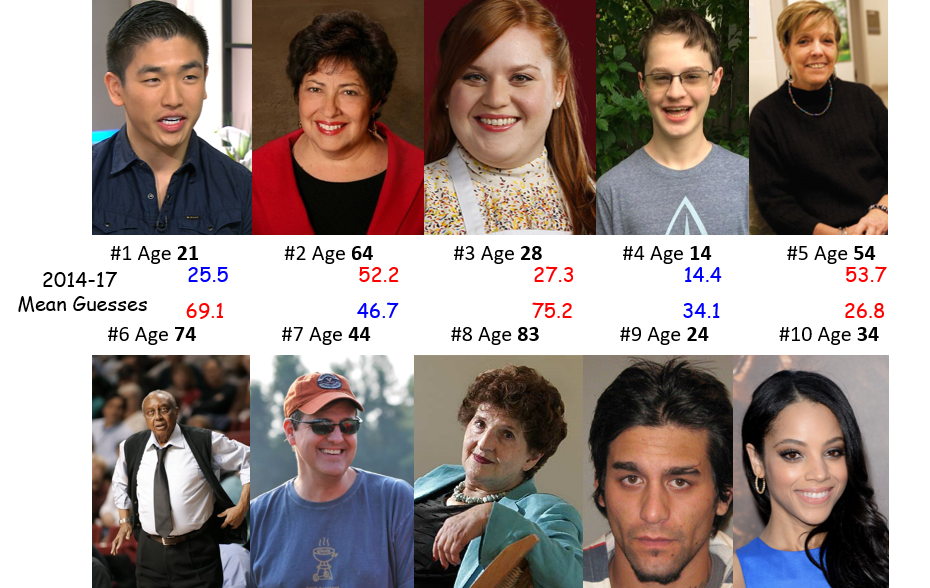 #1 Age 21 #2 Age 64 #3 Age 28 #4 Age 14 #5 Age 54
2014-17 25.5 52.2 27.3 14.4 53.7
Mean Guesses 69.1 46.7 75.2 34.1 26.8
#6 Age 74 #7 Age 44 #8 Age 83 #9 Age 24 #10 Age 34